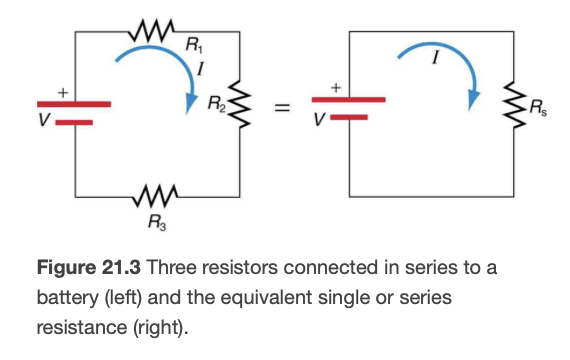 R₁
I
+
V
R₂
R₃
=
+
V
I
Rₛ
Figure 21.3 Three resistors connected in series to a
battery (left) and the equivalent single or series
resistance (right).